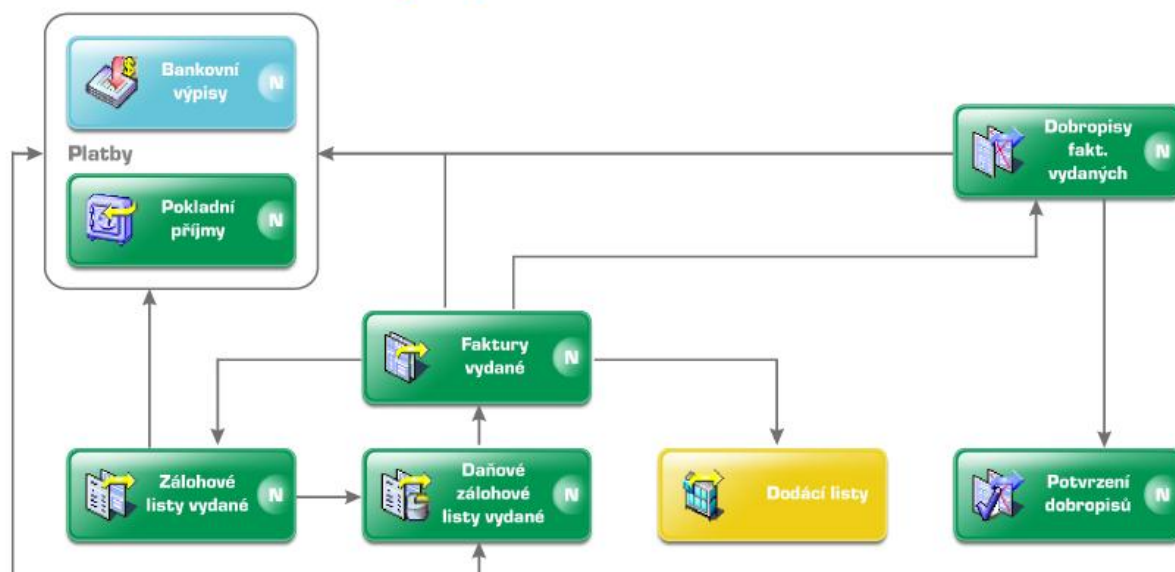 Bankovní
výpisy
N
Platby
Pokladní
příjmy
N
Dobropisy
fakt.
vydaných
N
Faktury
vydané
N
Zálohové
listy vydané
N
Daňové
zálohové
listy vydané
N
Dodácí listy
Potvrzení
dobropisů
N